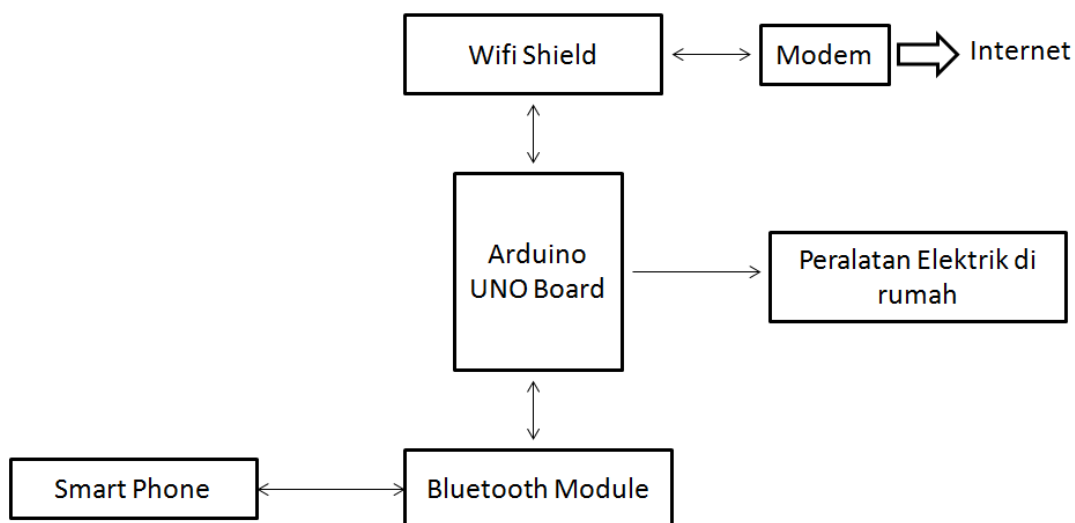 Wifi Shield
Modem
Internet
Arduino
UNO Board
Peralatan Elektrik di
rumah
Smart Phone
Bluetooth Module